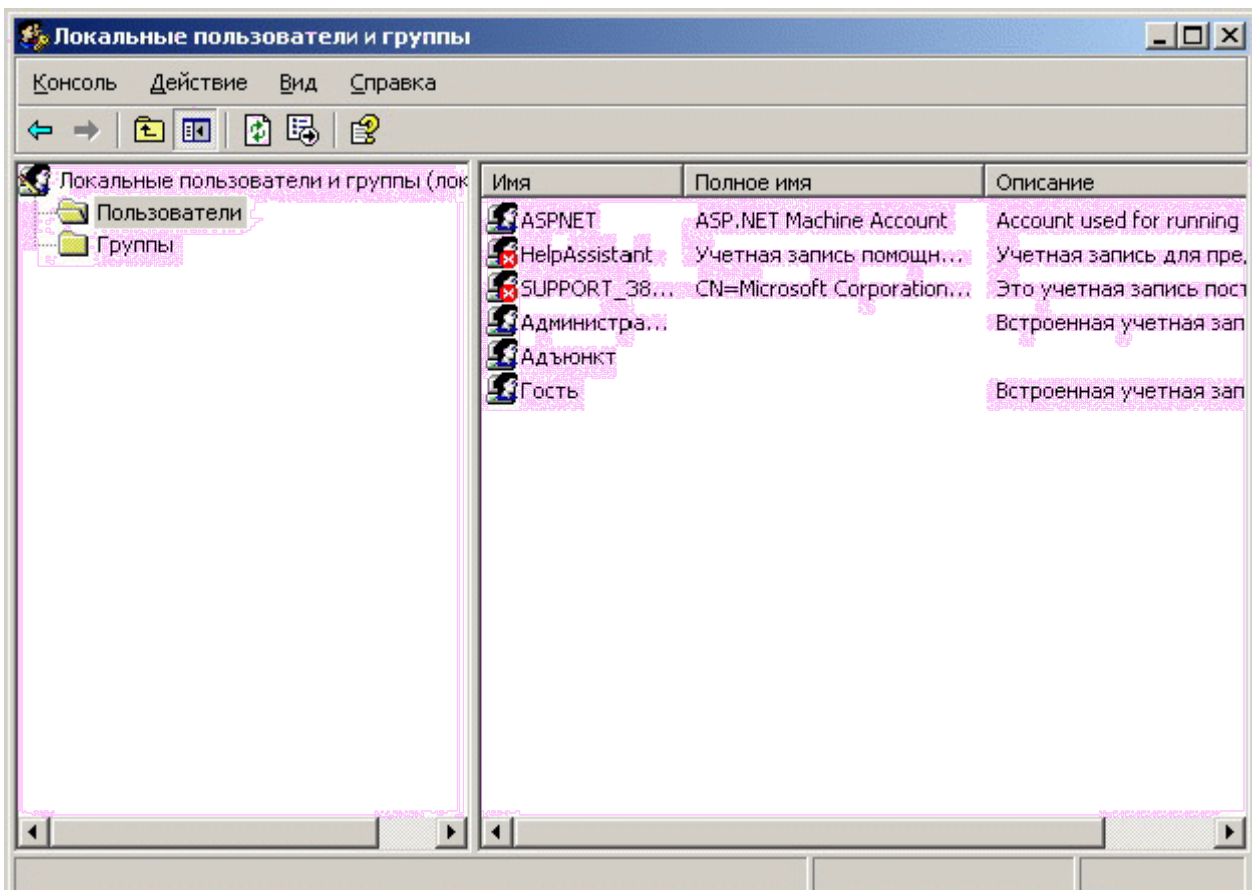 Локальные пользователи и группы
Консоль Действие Вид Справка
Локальные пользователи и группы (лок
Пользователи
Группы
Имя Полное имя Описание
ASPNET ASP.NET Machine Account Account used for running
HelpAssistant Учетная запись помощн... Учетная запись для пре,
SUPPORT_38... CN=Microsoft Corporation... Это учетная запись пост
Администра... Встроенная учетная зап
Адъюнкт
Гость Встроенная учетная зап